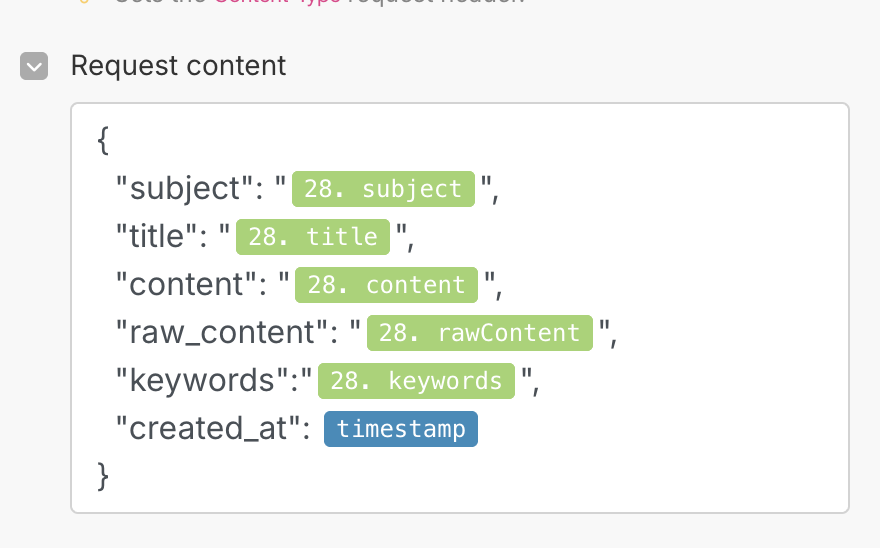 Sets the Content-Type request header.
Request content
{
"subject": "28. subject",
"title": "28. title",
"content": "28. content",
"raw_content": "28. rawContent",
"keywords":"28. keywords",
"created_at": timestamp
}